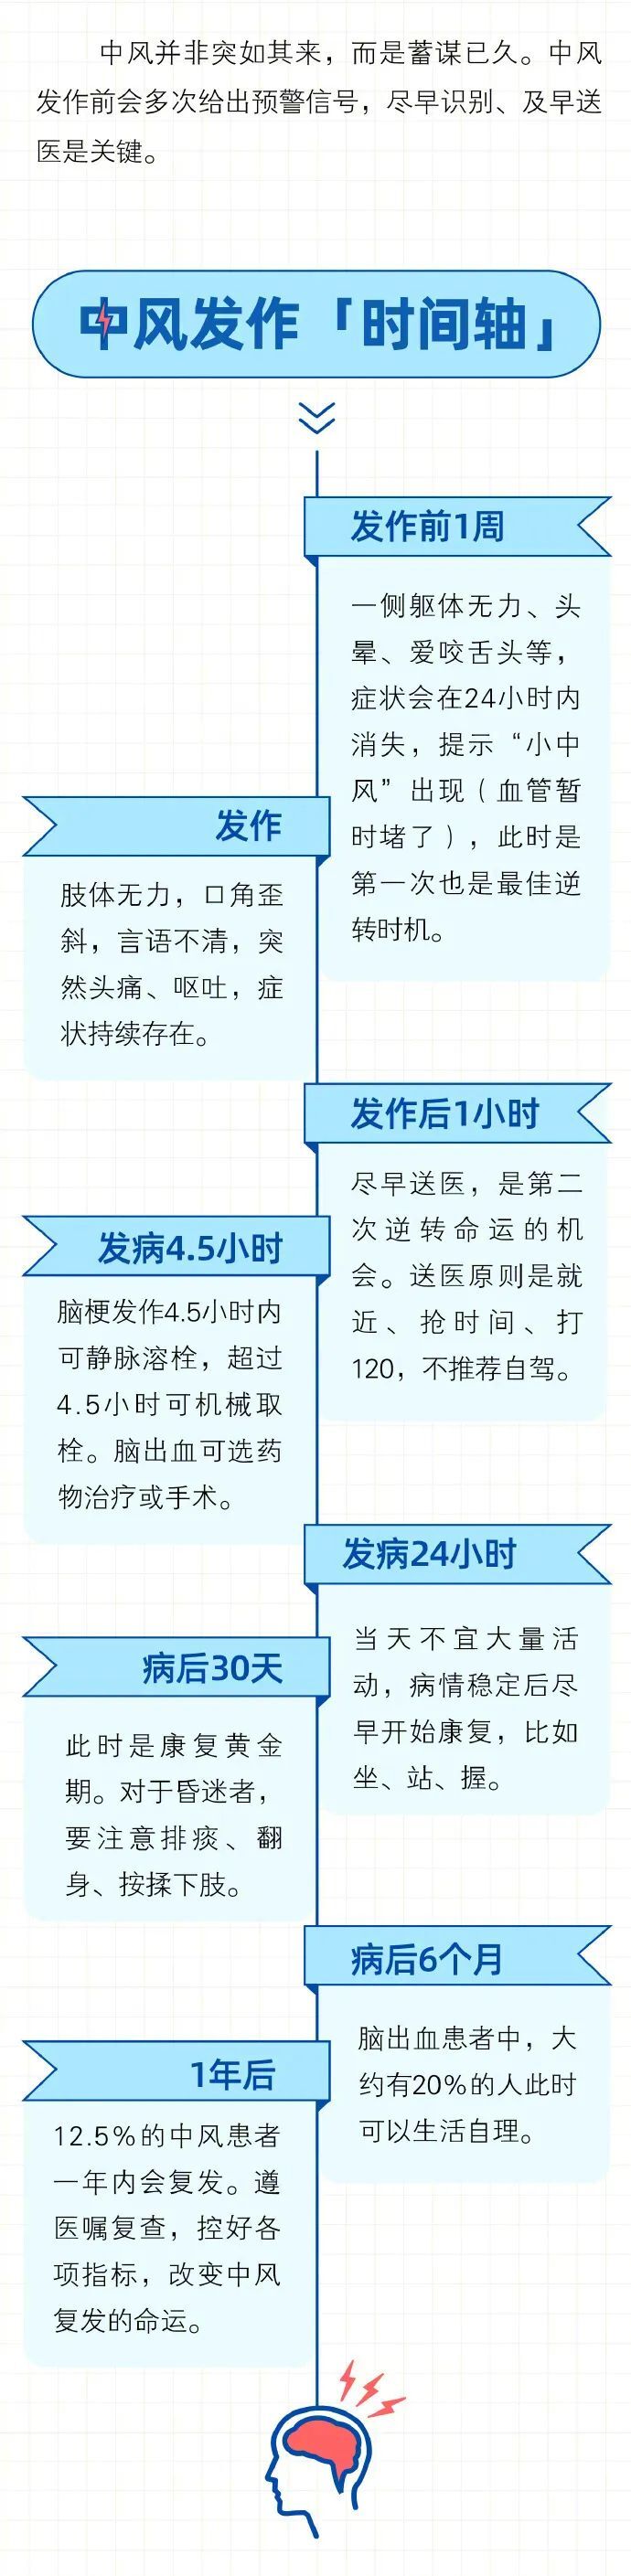 中风并非突如其来，而是蓄谋已久。中风
发作前会多次给出预警信号，尽早识别、及早送
医是关键。
中风发作「时间轴」
发作前1周
一侧躯体无力、头
晕、爱咬舌头等，
症状会在24小时内
消失，提示“小中
风”出现（血管暂
时堵了），此时是
第一次也是最佳逆
转时机。
发作
肢体无力，口角歪
斜，言语不清，突
然头痛、呕吐，症
状持续存在。
发作后1小时
尽早送医，是第二
次逆转命运的机
会。送医原则是就
近、抢时间、打
120，不推荐自驾。
发病4.5小时
脑梗发作4.5小时内
可静脉溶栓，超过
4.5小时可机械取
栓。脑出血可选药
物治疗或手术。
发病24小时
当天不宜大量活
动，病情稳定后尽
早开始康复，比如
坐、站、握。
病后30天
此时是康复黄金
期。对于昏迷者，
要注意排痰、翻
身、按揉下肢。
病后6个月
脑出血患者中，大
约有20%的人此时
可以生活自理。
1年后
12.5%的中风患者
一年内会复发。遵
医嘱复查，控好各
项指标，改变中风
复发的命运。